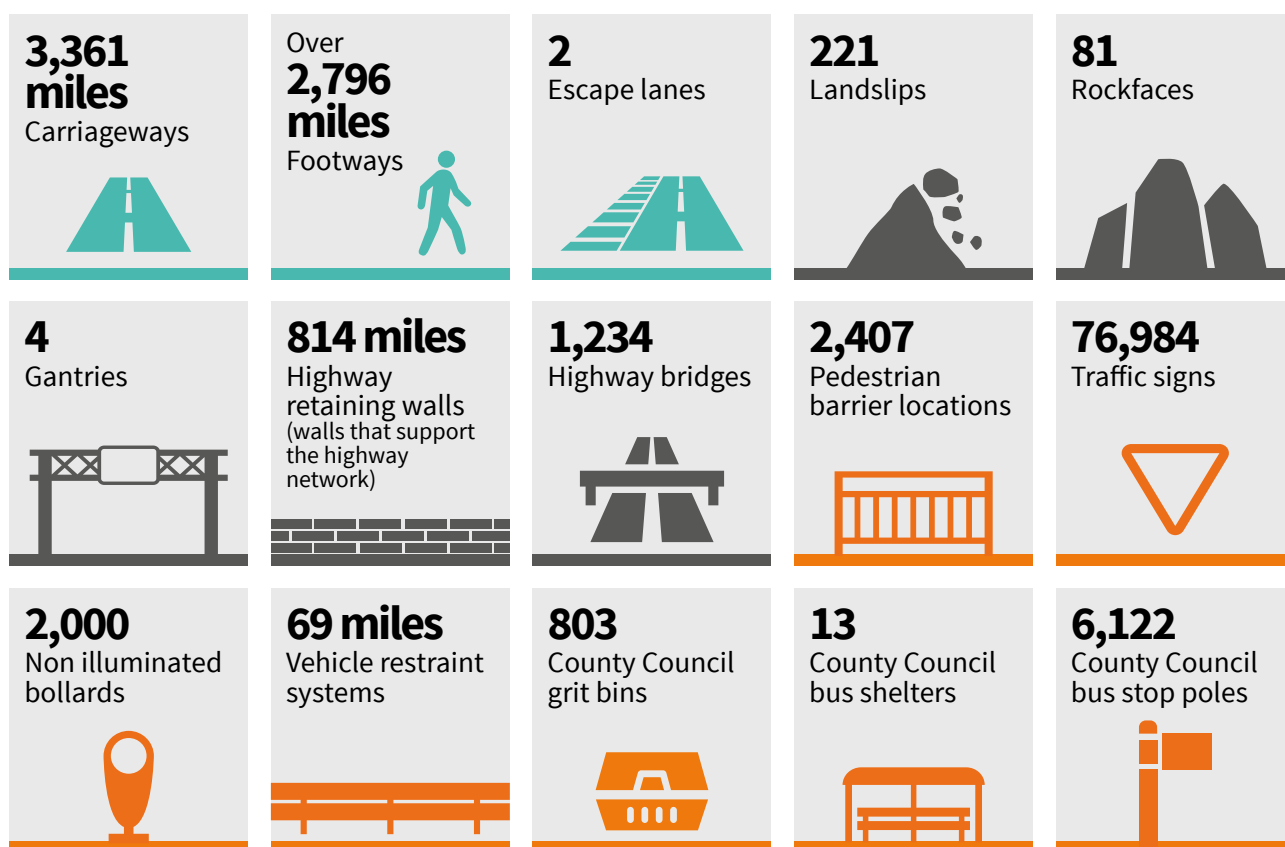 3,361
miles
Carriageways
Over
2,796
miles
Footways
2
Escape lanes
221
Landslips
81
Rockfaces
4
Gantries
814 miles
Highway
retaining walls
(walls that support
the highway
network)
1,234
Highway bridges
2,407
Pedestrian
barrier locations
76,984
Traffic signs
2,000
Non illuminated
bollards
69 miles
Vehicle restraint
systems
803
County Council
grit bins
13
County Council
bus shelters
6,122
County Council
bus stop poles